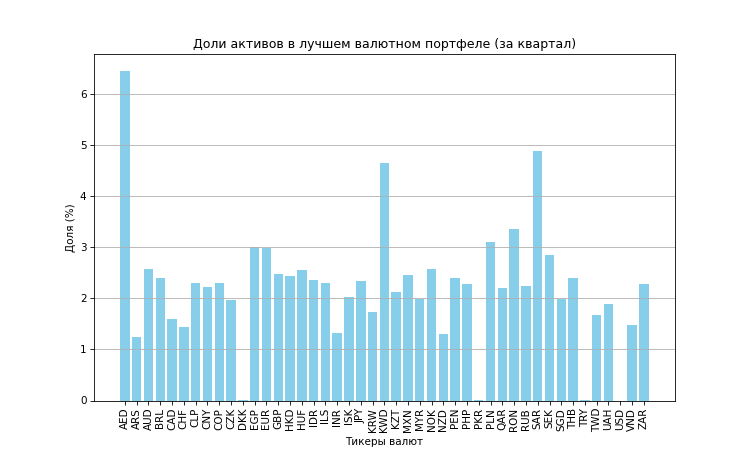 Доли активов в лучшем валютном портфеле (за квартал)
Доля (%)
6
5
4
3
2
1
0
AED ARS AUD BRL CAD CHF CLP CNY COP CZK DKK EGP EUR GBP HKD HUF IDR ILS INR ISK JPY KRW KWD KZT MXN MYR NOK NZD PEN PHP PKR PLN QAR RON RUB SAR SEK SGD THB TRY TWD UAH USD VND ZAR
Тикеры валют